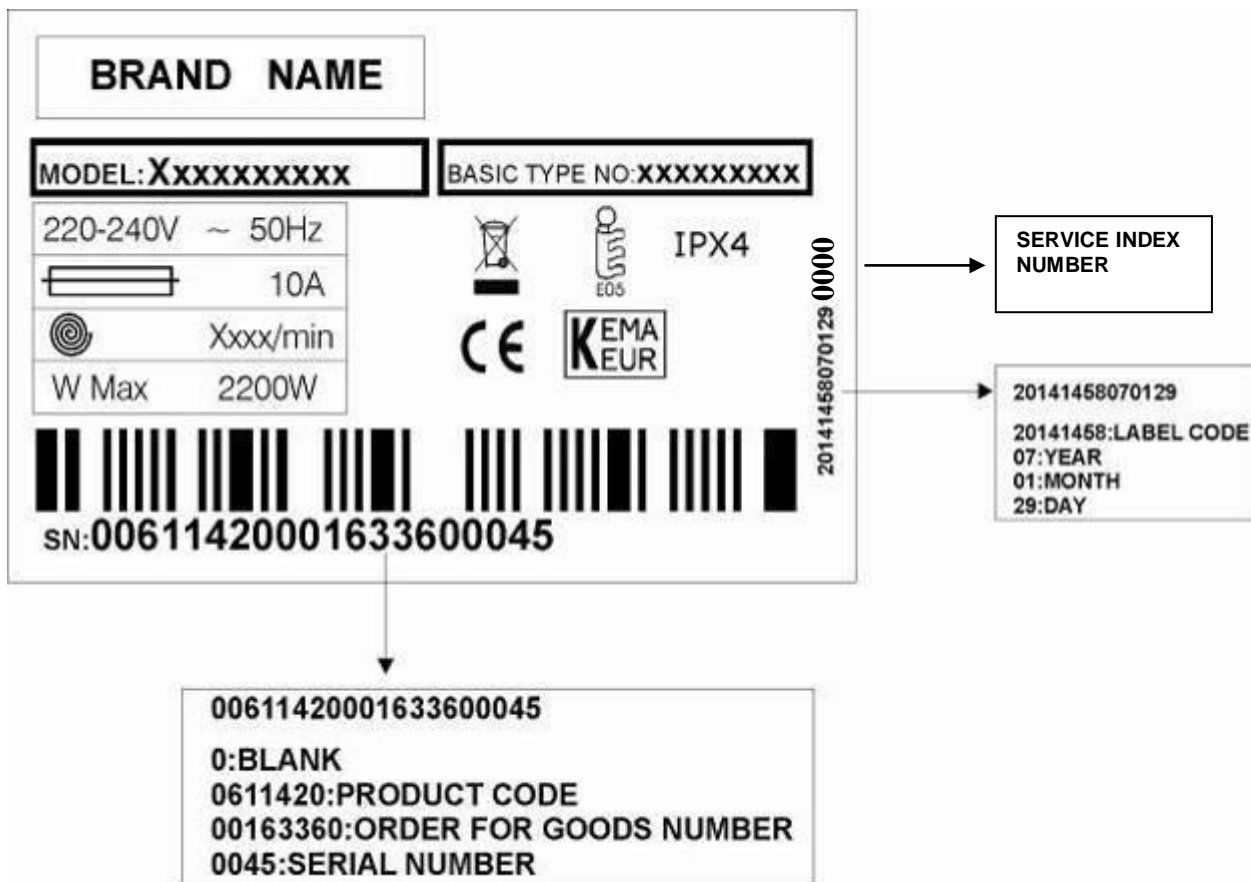 BRAND NAME
MODEL:Xxxxxxxxxx
BASIC TYPE NO:xxxxxxxxx
220-240V ~ 50Hz
10A
Xxxx/min
W Max 2200W
E05
IPX4
CE
KEMA
EUR
20141458070129 0000
SN:00611420001633600045
SERVICE INDEX
NUMBER
20141458070129
20141458:LABEL CODE
07:YEAR
01:MONTH
29:DAY
00611420001633600045
0:BLANK
0611420:PRODUCT CODE
00163360:ORDER FOR GOODS NUMBER
0045:SERIAL NUMBER